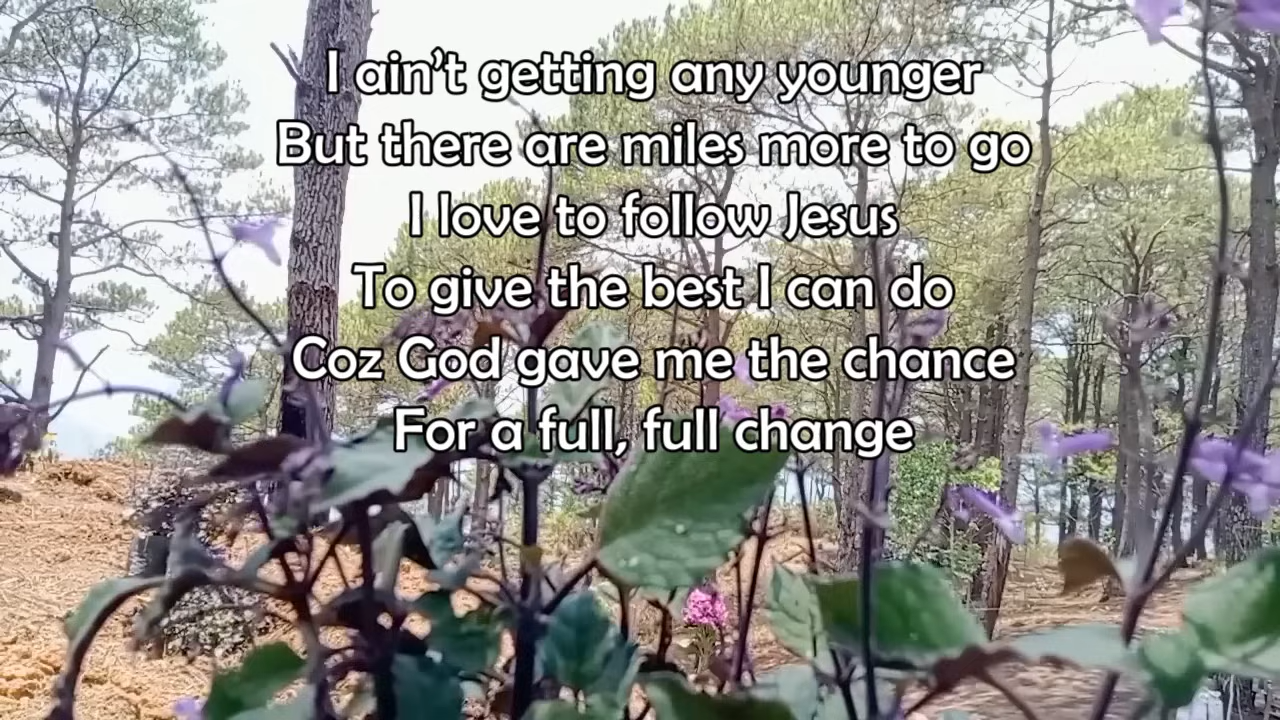 I ain't getting any younger
But there are miles more to go
I love to follow Jesus
To give the best I can do
Coz God gave me the chance
For a full, full change